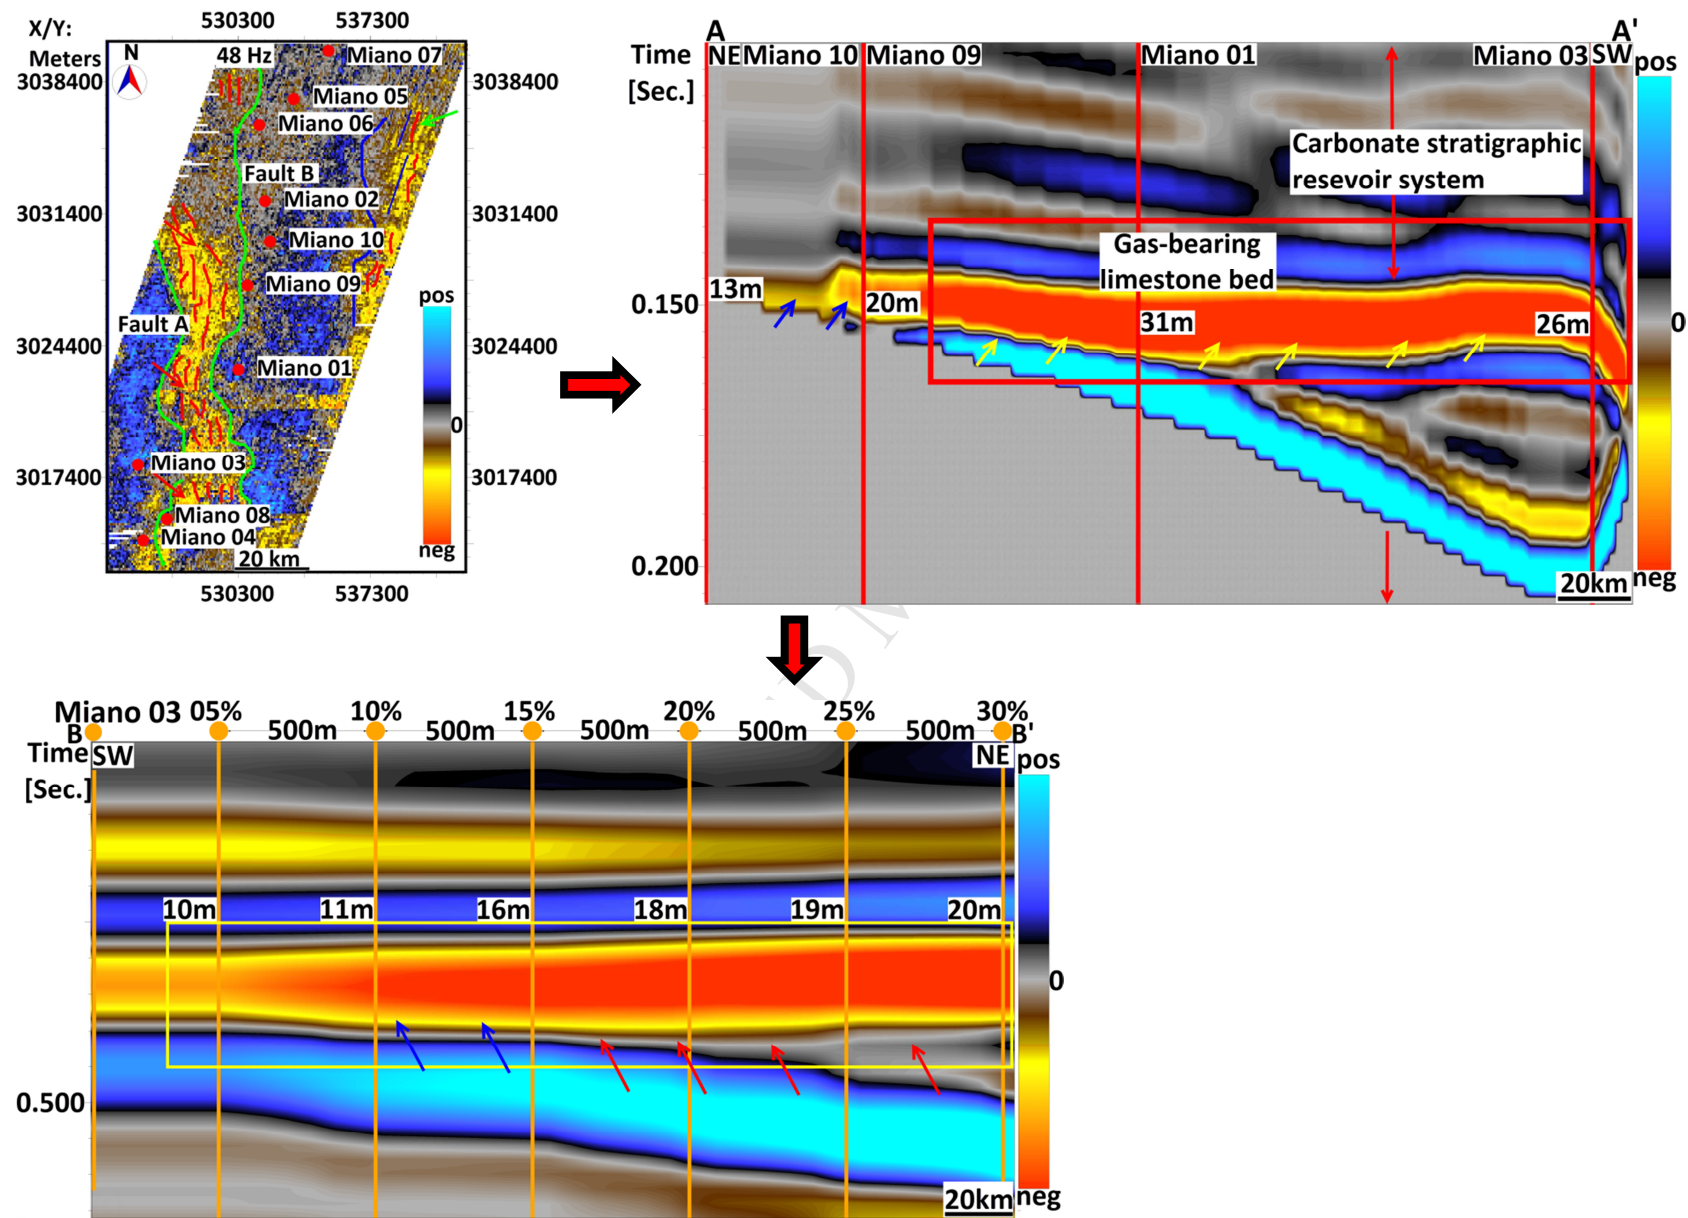 X/Y:
Meters
530300 537300
N
48 Hz
Miano 07
3038400
3038400
Miano 05
Miano 06
Fault B
Miano 02
3031400
3031400
Miano 10
Miano 09
pos
Fault A
3024400
3024400
Miano 01
0
Miano 03
3017400
3017400
Miano 08
Miano 04
20 km
neg
530300 537300
A
A'
Time
[Sec.]
NE Miano 10 Miano 09 Miano 01 Miano 03 SW
pos
Carbonate stratigraphic
resevoir system
Gas-bearing
limestone bed
13m
20m
31m
26m
0.150
0
0.200
20km
neg
Miano 03 05% 10% 15% 20% 25% 30%
B 500m 500m 500m 500m 500m B'
Time
[Sec.]
SW
NE
pos
10m 11m 16m 18m 19m 20m
0
0.500
20km
neg